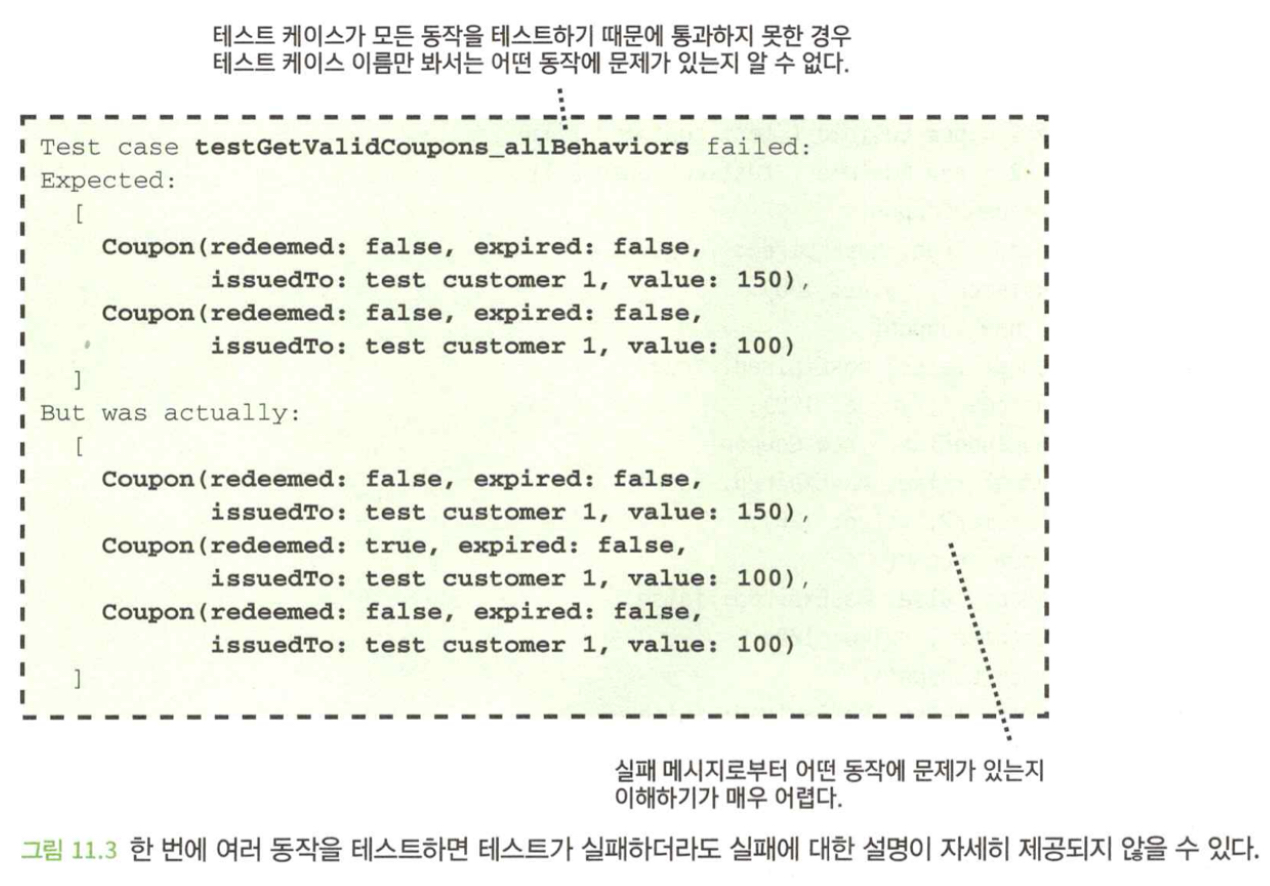 테스트 케이스가 모든 동작을 테스트하기 때문에 통과하지 못한 경우
테스트 케이스 이름만 봐서는 어떤 동작에 문제가 있는지 알 수 없다.
Test case testGetValidCoupons_allBehaviors failed:
Expected:
[
Coupon(redeemed: false, expired: false,
issuedTo: test customer 1, value: 150),
Coupon(redeemed: false, expired: false,
issuedTo: test customer 1, value: 100)
]
But was actually:
[
Coupon(redeemed: false, expired: false,
issuedTo: test customer 1, value: 150),
Coupon(redeemed: true, expired: false,
issuedTo: test customer 1, value: 100),
Coupon(redeemed: false, expired: false,
issuedTo: test customer 1, value: 100)
]
실패 메시지로부터 어떤 동작에 문제가 있는지
이해하기가 매우 어렵다.
그림 11.3 한 번에 여러 동작을 테스트하면 테스트가 실패하더라도 실패에 대한 설명이 자세히 제공되지 않을 수 있다.